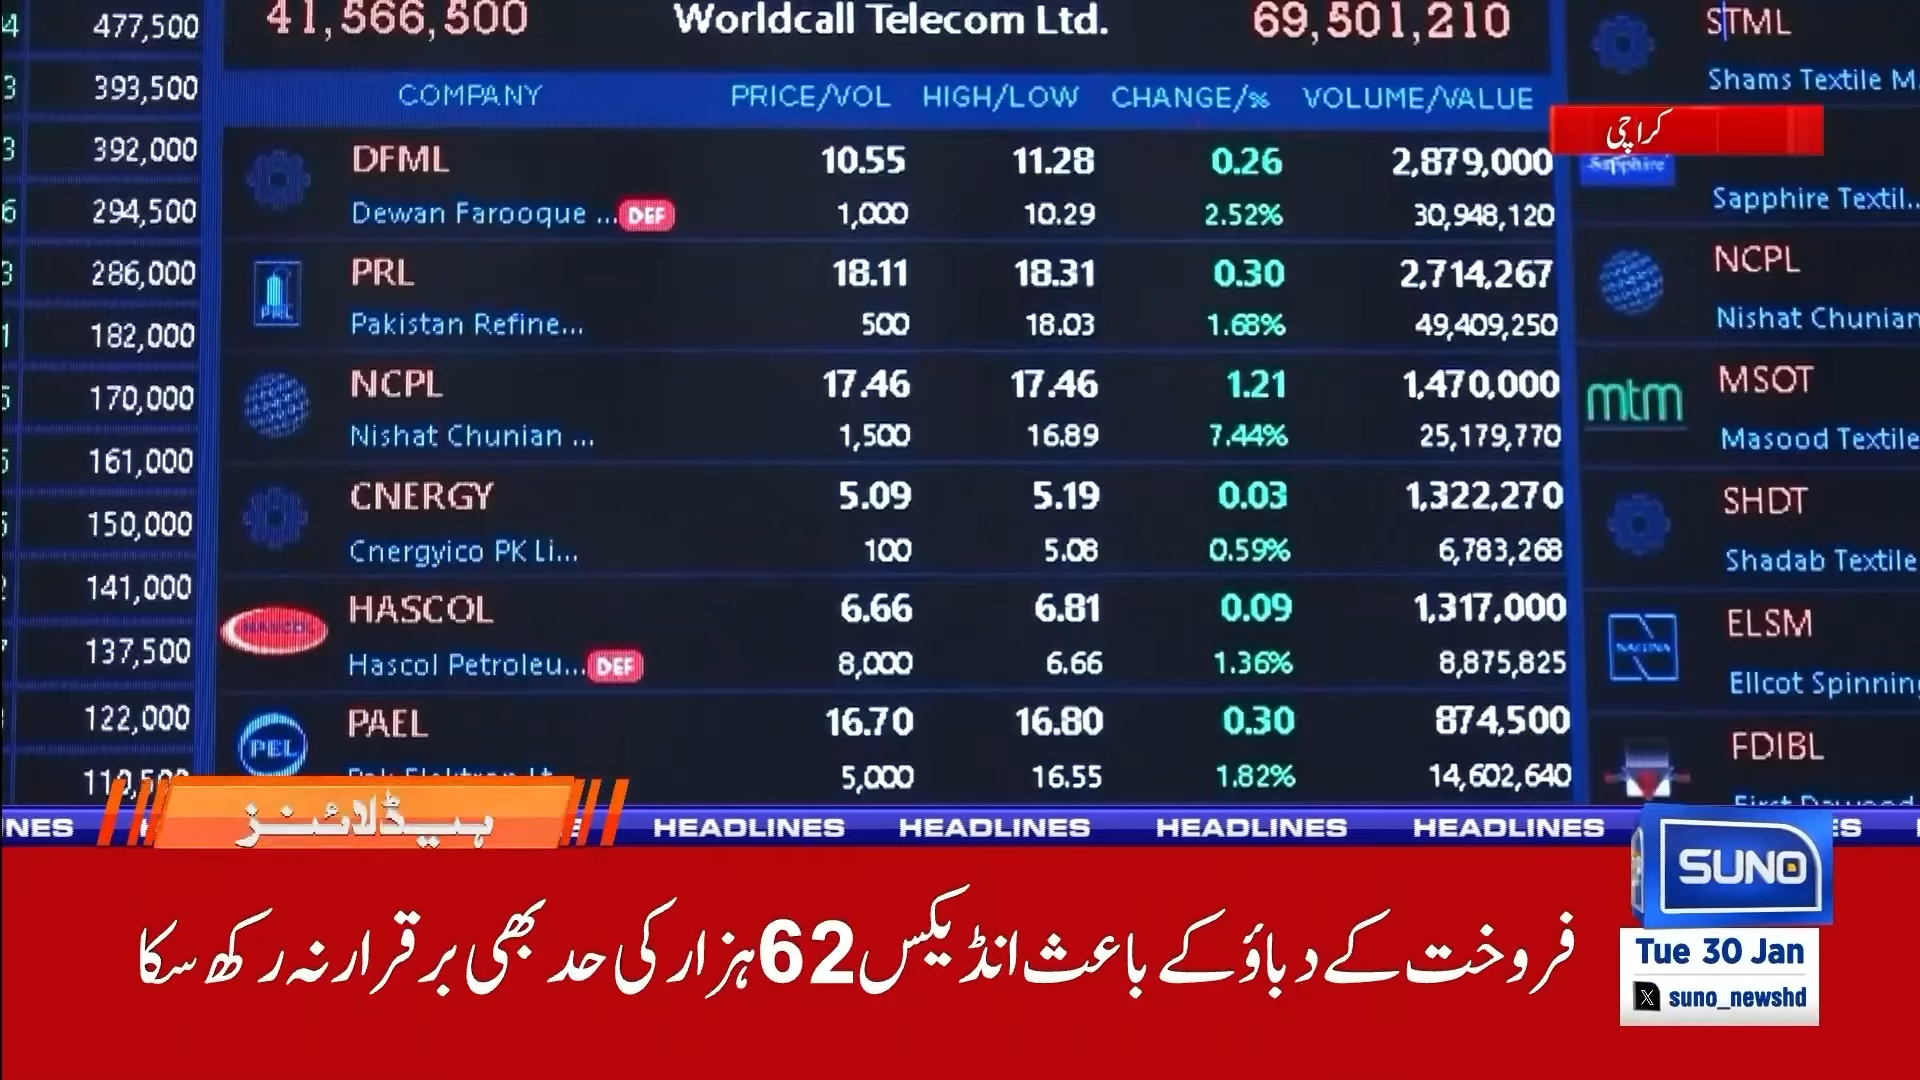 477,500
393,500
392,000
294,500
286,000
182,000
170,000
161,000
150,000
141,000
137,500
122,000
110,500
41,566,500 Worldcall Telecom Ltd. 69,501,210
COMPANY PRICE/VOL HIGH/LOW CHANGE/% VOLUME/VALUE
DFML 10.55 11.28 0.26 2,879,000
Dewan Farooque ... DEF 1,000 10.29 2.52% 30,948,120
PRL 18.11 18.31 0.30 2,714,267
Pakistan Refine... 500 18.03 1.68% 49,409,250
NCPL 17.46 17.46 1.21 1,470,000
Nishat Chunian ... 1,500 16.89 7.44% 25,179,770
CNERGY 5.09 5.19 0.03 1,322,270
Cnergyico PK Li... 100 5.08 0.59% 6,783,268
HASCOL 6.66 6.81 0.09 1,317,000
Hascol Petroleu... DEF 8,000 6.66 1.36% 8,875,825
PEL
PAEL 16.70 16.80 0.30 874,500
5,000 16.55 1.82% 14,602,640
STML
Shams Textile M.
کراچی
Sapphire
Sapphire Textil..
NCPL
Nishat Chunian
mtm
MSOT
Masood Textile
SHDT
Shadab Textile
ELSM
Ellcot Spinning
FDIBL
ہیڈلائنز
HEADLINES HEADLINES HEADLINES HEADLINES
SUNO
فروخت کے دباؤ کے باعث انڈیکس 62 ہزار کی حد بھی برقرار نہ رکھ سکا
Tue 30 Jan
suno_newshd